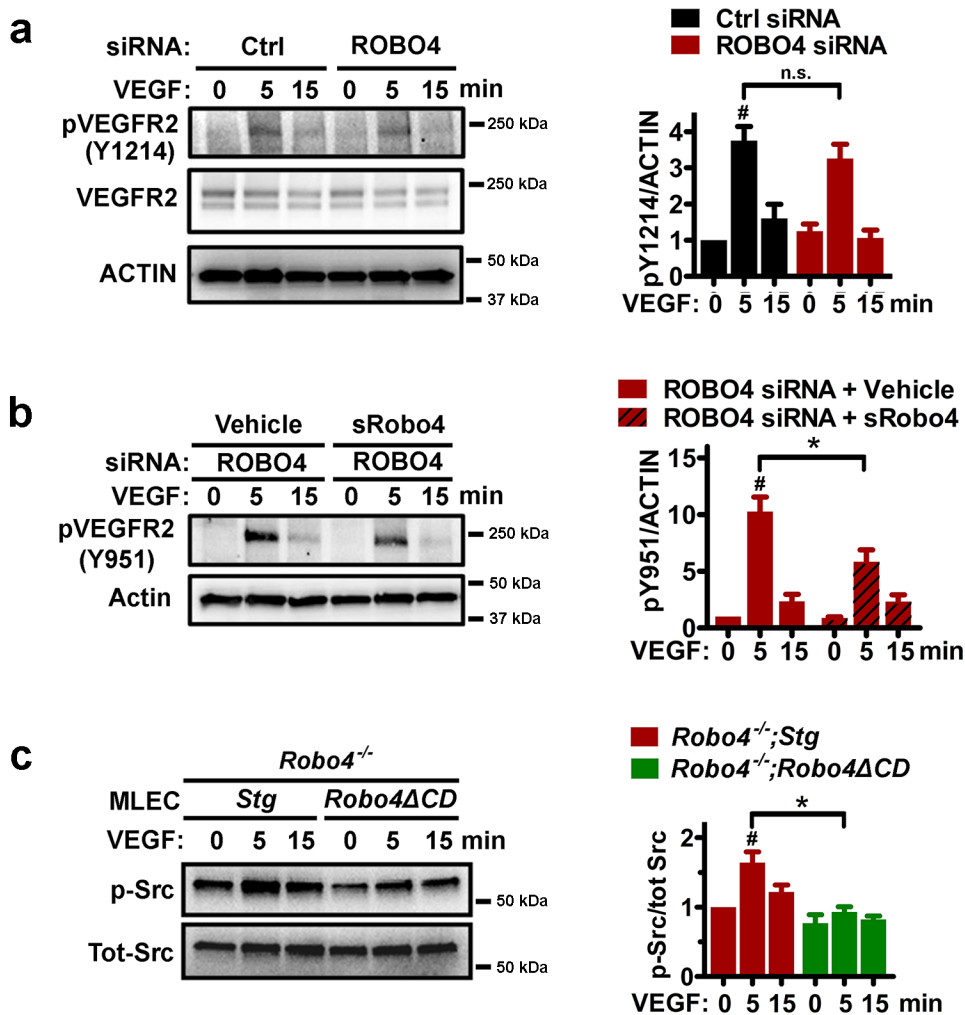 a
siRNA: Ctrl ROBO4
VEGF: 0 5 15 0 5 15 min
pVEGFR2
(Y1214)
250 kDa
VEGFR2
250 kDa
ACTIN
50 kDa
37 kDa
Ctrl siRNA
ROBO4 siRNA
n.s.
#
pY1214/ACTIN
4
3
2
1
0
VEGF: 0 5 15 0 5 15 min
b
Vehicle sRobo4
siRNA: ROBO4 ROBO4
VEGF: 0 5 15 0 5 15 min
pVEGFR2
(Y951)
250 kDa
Actin
50 kDa
37 kDa
ROBO4 siRNA + Vehicle
ROBO4 siRNA + sRobo4
*
#
pY951/ACTIN
15
10
5
0
VEGF: 0 5 15 0 5 15 min
c
Robo4-/-
MLEC Stg Robo4ΔCD
VEGF: 0 5 15 0 5 15 min
p-Src
50 kDa
Tot-Src
50 kDa
Robo4-/-;Stg
Robo4-/-;Robo4ΔCD
*
#
p-Src/tot Src
2
1
0
VEGF: 0 5 15 0 5 15 min